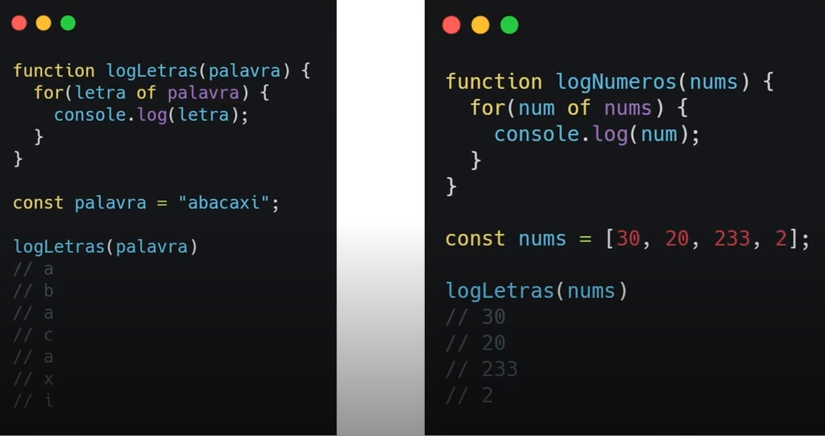 function logLetras(palavra) {
  for(letra of palavra) {
    console.log(letra);
  }
}
const palavra = "abacaxi";
logLetras(palavra)
// a
// b
// a
// c
// a
// x
// i
function logNumeros(nums) {
  for(num of nums) {
    console.log(num);
  }
}
const nums = [30, 20, 233, 2];
logLetras(nums)
// 30
// 20
// 233
// 2